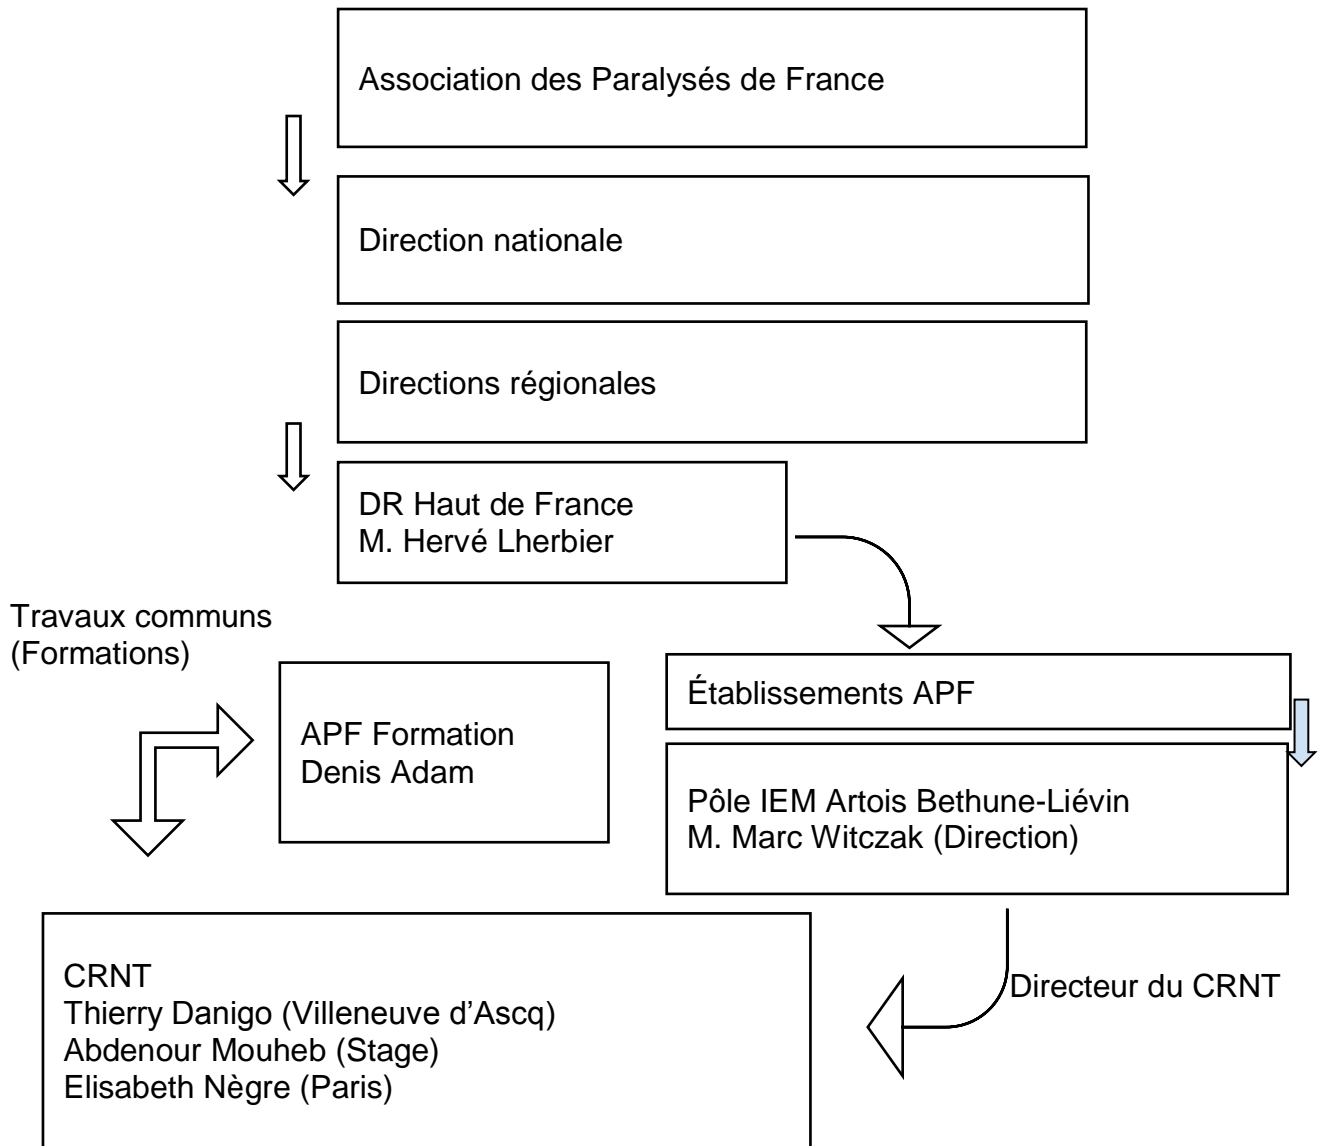 Association des Paralysés de France
Direction nationale
Directions régionales
DR Haut de France
M. Hervé Lherbier
Travaux communs
(Formations)
APF Formation
Denis Adam
Établissements APF
Pôle IEM Artois Bethune-Liévin
M. Marc Witczak (Direction)
Directeur du CRNT
CRNT
Thierry Danigo (Villeneuve d’Ascq)
Abdenour Mouheb (Stage)
Elisabeth Nègre (Paris)